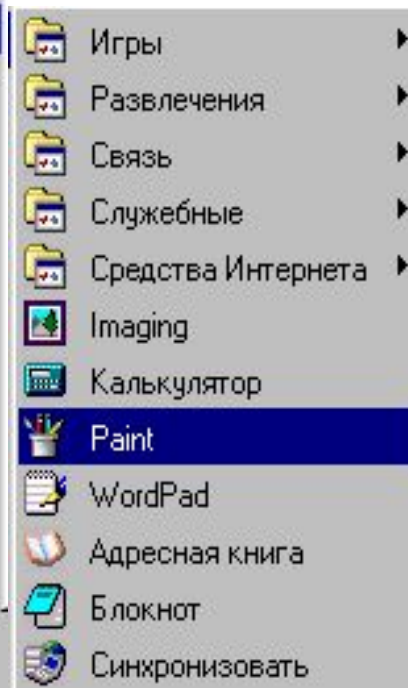 Игры
Развлечения
Связь
Служебные
Средства Интернета
Imaging
Калькулятор
Paint
WordPad
Адресная книга
Блокнот
Синхронизовать